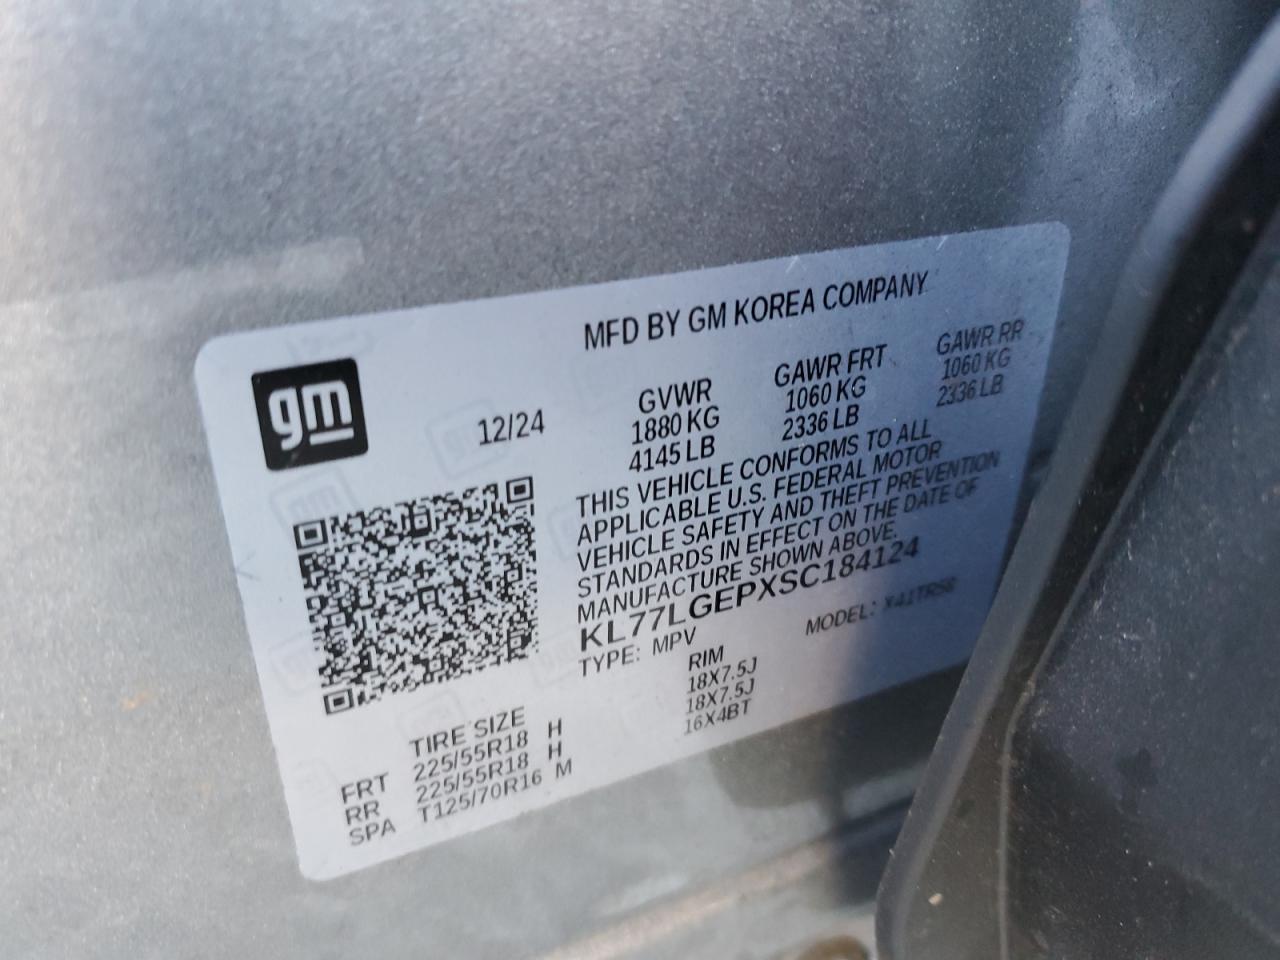 MFD BY GM KOREA COMPANY
gm
12/24
GVWR GAWR FRT GAWR RR
1880 KG 1060 KG 1060 KG
4145 LB 2336 LB 2336 LB
THIS VEHICLE CONFORMS TO ALL
APPLICABLE U.S. FEDERAL MOTOR
VEHICLE SAFETY AND THEFT PREVENTION
STANDARDS IN EFFECT ON THE DATE OF
MANUFACTURE SHOWN ABOVE.
KL77LGEPXSC184124
TYPE: MPV MODEL:
TIRE SIZE RIM
FRT 225/55R18 H 18X7.5J
RR 225/55R18 H 18X7.5J
SPA T125/70R16 M 16X4BT